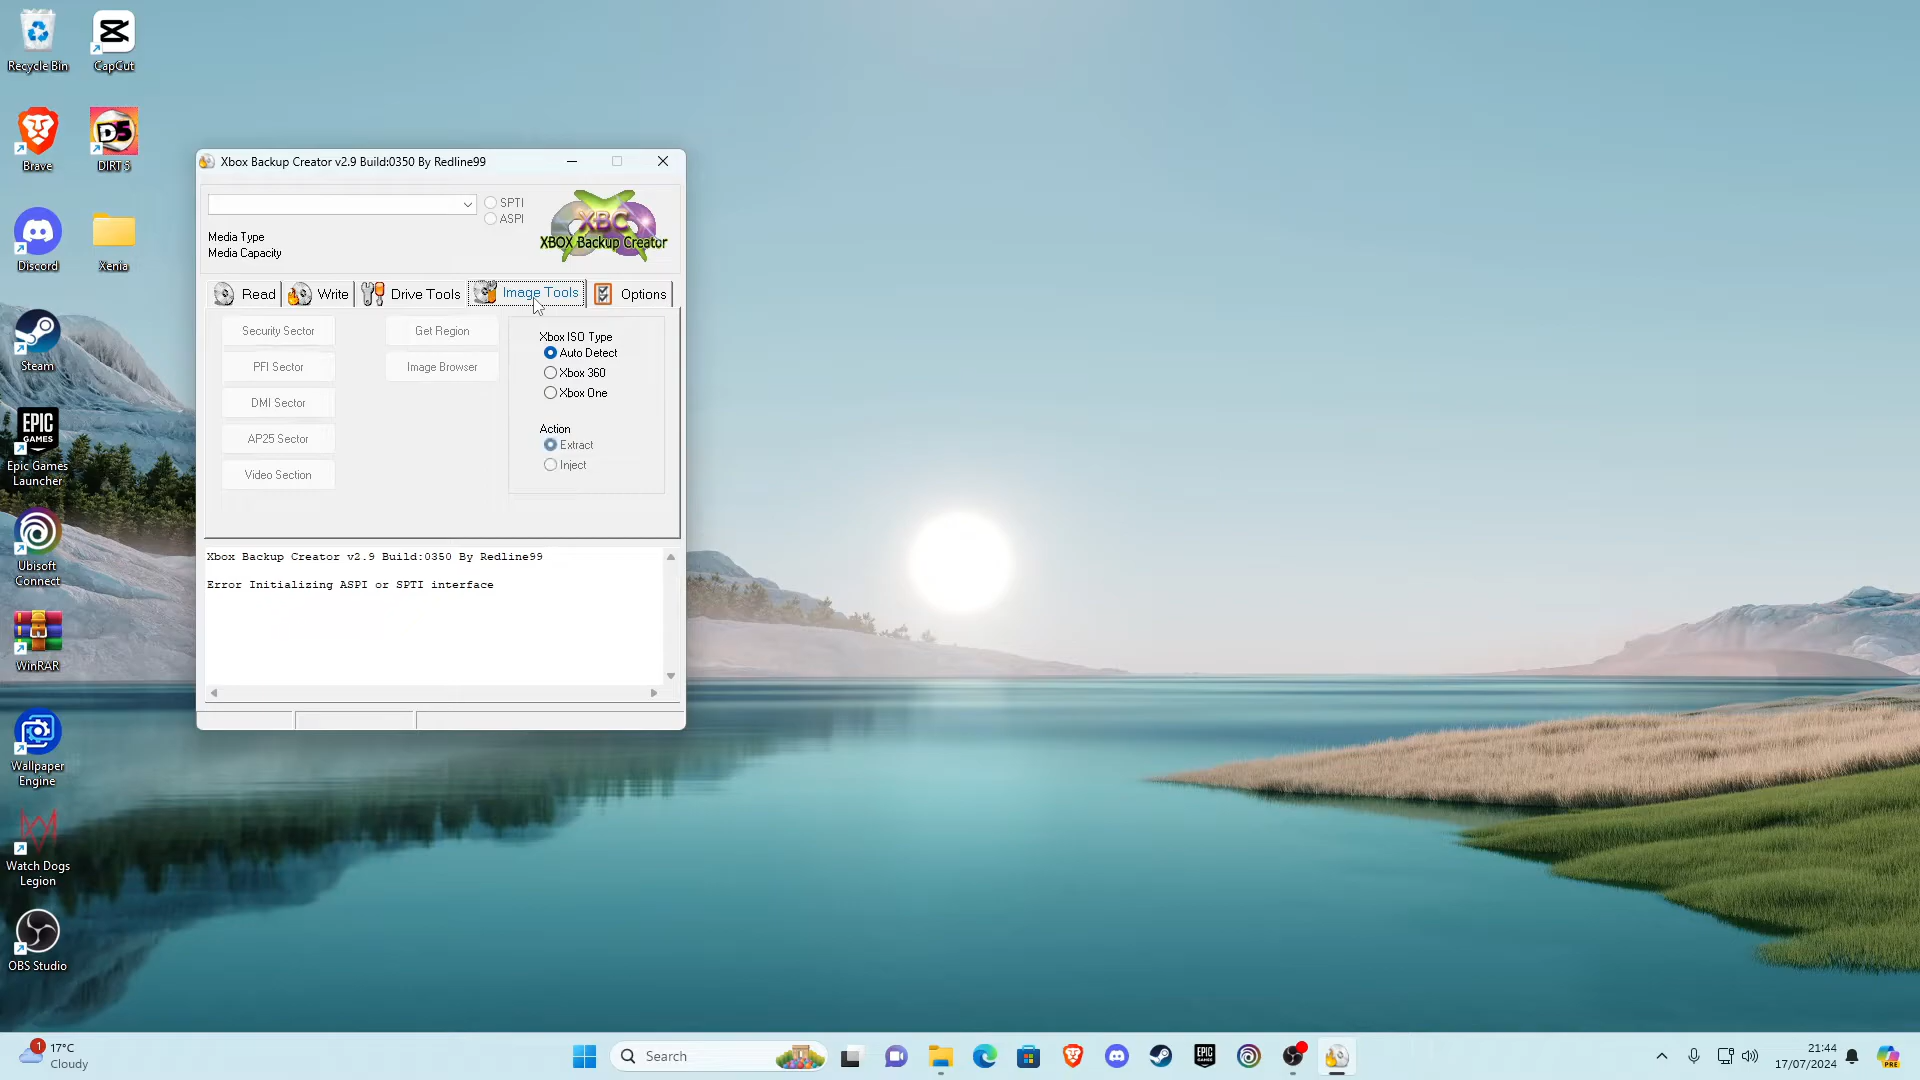 Recycle Bin
CapCut
Brave
DIRT 5
Discord
Xenia
Steam
EPIC
GAMES
Epic Games
Launcher
Ubisoft
Connect
WinRAR
Wallpaper
Engine
Watch Dogs
Legion
OBS Studio
Xbox Backup Creator v2.9 Build:0350 By Redline99
SPTI
ASPI
XBC
XBOX Backup Creator
Media Type
Media Capacity
Read
Write
Drive Tools
Image Tools
Options
Security Sector
PFI Sector
DMI Sector
AP25 Sector
Video Section
Get Region
Image Browser
Xbox ISO Type
Auto Detect
Xbox 360
Xbox One
Action
Extract
Inject
Xbox Backup Creator v2.9 Build:0350 By Redline99
Error Initializing ASPI or SPTI interface
1
17°C
Cloudy
Search
EPIC
21:44
17/07/2024
PRE